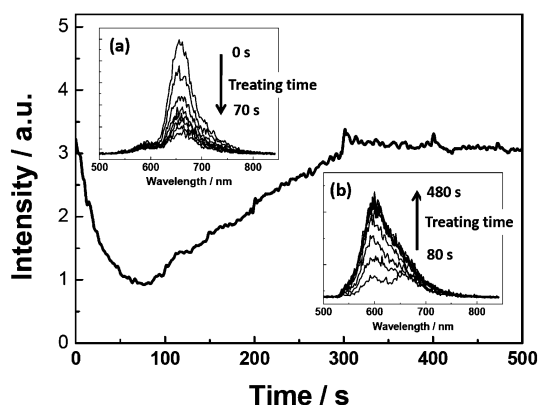 5
4
3
2
1
0
Intensity / a.u.
(a)
0 s
Treating time
70 s
500 600 700 800
Wavelength / nm
(b)
480 s
Treating time
80 s
500 600 700 800
Wavelength / nm
0 100 200 300 400 500
Time / s